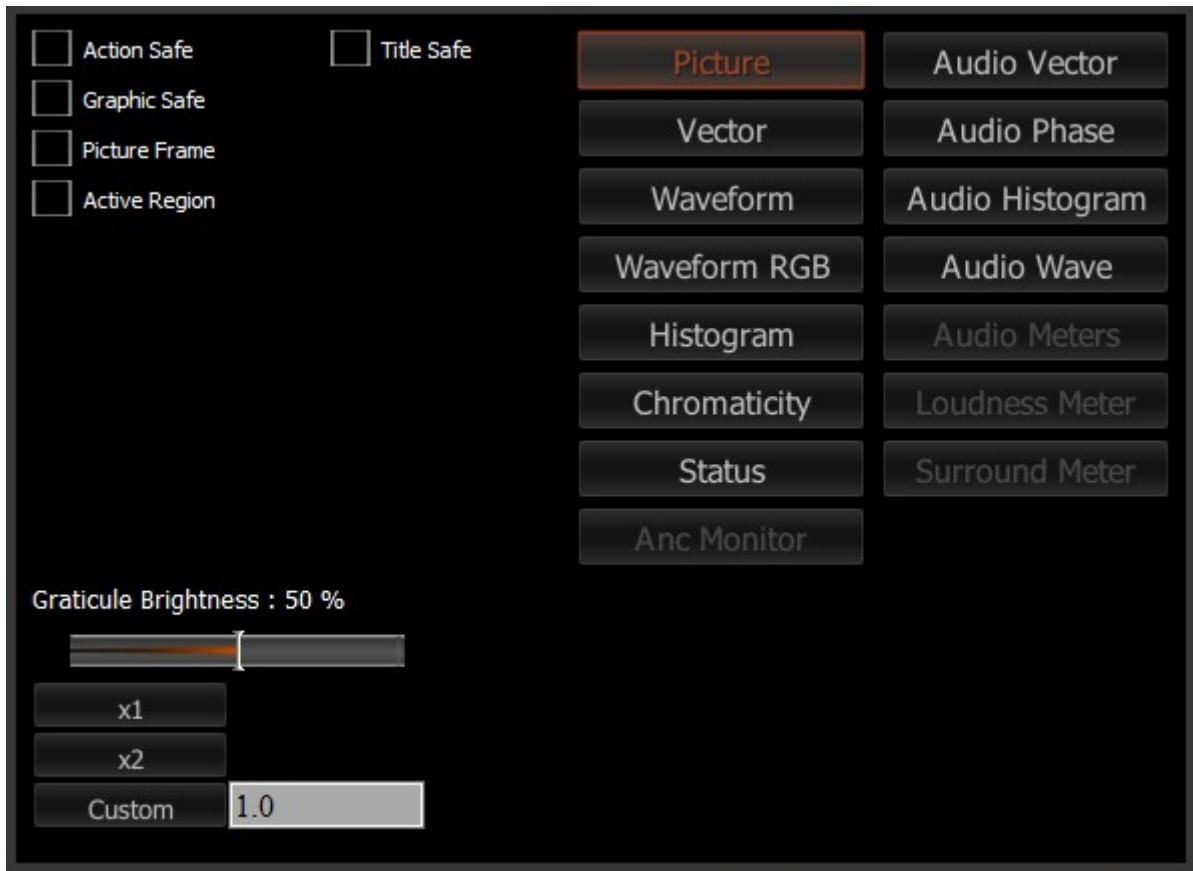 Action Safe
Title Safe
Graphic Safe
Picture Frame
Active Region
Picture
Audio Vector
Vector
Audio Phase
Waveform
Audio Histogram
Waveform RGB
Audio Wave
Histogram
Audio Meters
Chromaticity
Loudness Meter
Status
Surround Meter
Anc Monitor
Graticule Brightness : 50 %
x1
x2
Custom
1.0